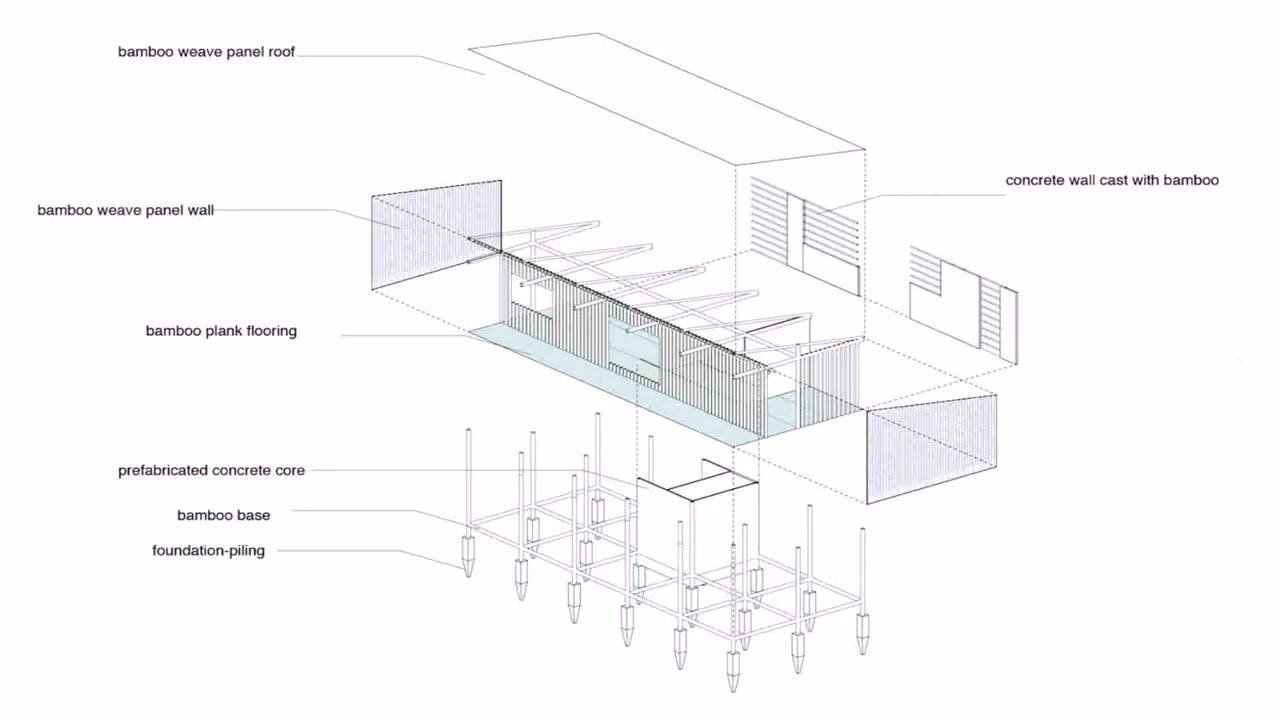 bamboo weave panel roof
concrete wall cast with bamboo
bamboo weave panel wall
bamboo plank flooring
prefabricated concrete core
bamboo base
foundation-piling